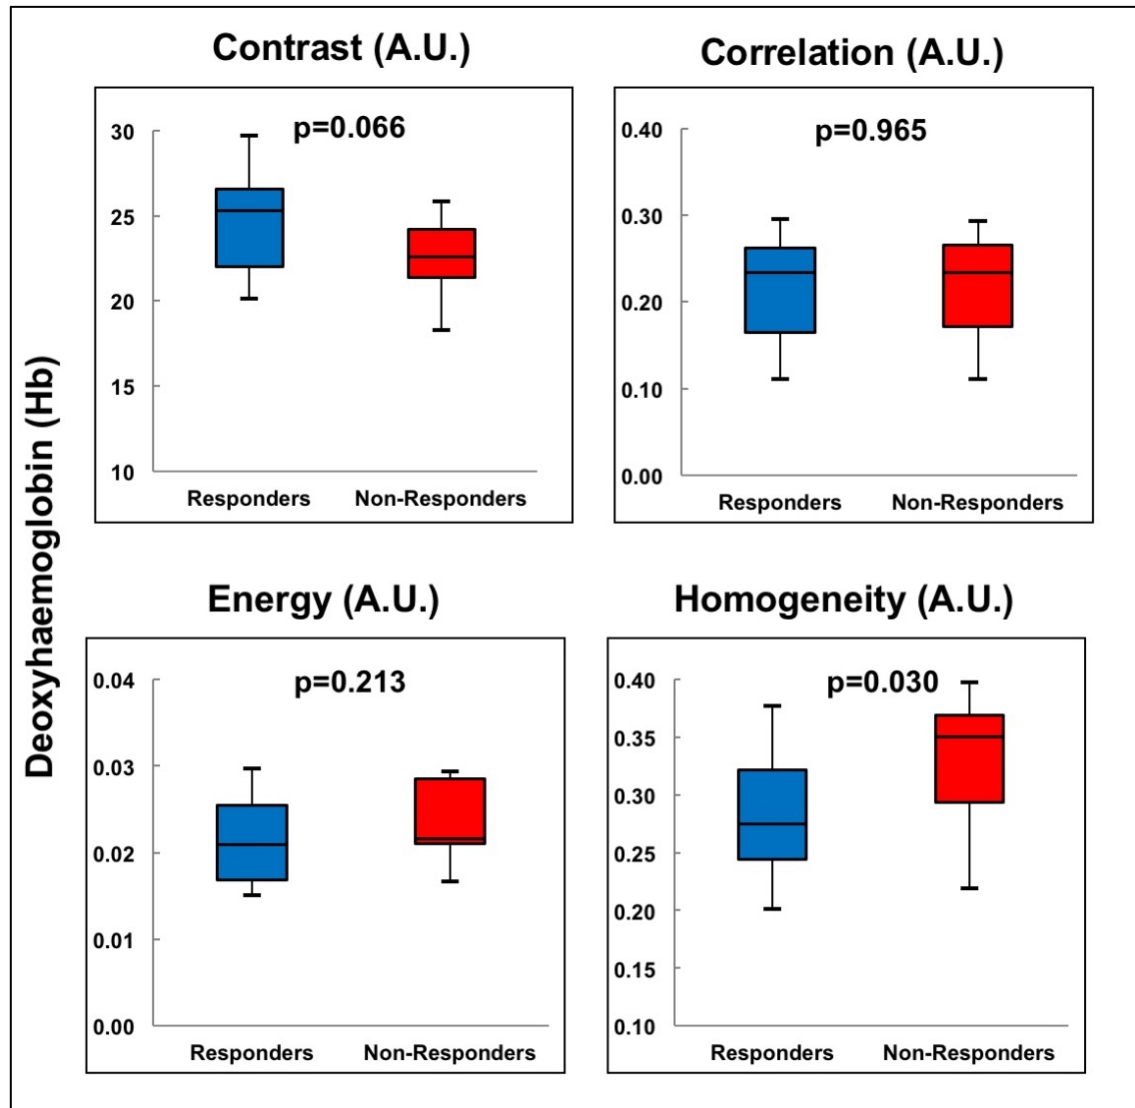 Deoxyhaemoglobin (Hb)
Contrast (A.U.)
p=0.066
30
25
20
15
10
Responders Non-Responders
Correlation (A.U.)
p=0.965
0.40
0.30
0.20
0.10
0.00
Responders Non-Responders
Energy (A.U.)
p=0.213
0.04
0.03
0.02
0.01
0.00
Responders Non-Responders
Homogeneity (A.U.)
p=0.030
0.40
0.35
0.30
0.25
0.20
0.15
0.10
Responders Non-Responders